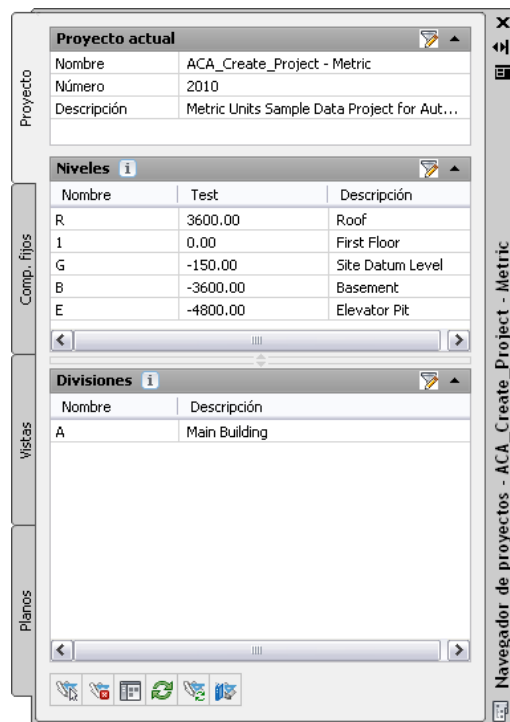 Proyecto actual
Nombre ACA_Create_Project - Metric
Número 2010
Descripción Metric Units Sample Data Project for Aut...
Niveles
Nombre Test Descripción
R 3600.00 Roof
1 0.00 First Floor
G -150.00 Site Datum Level
B -3600.00 Basement
E -4800.00 Elevator Pit
Divisiones
Nombre Descripción
A Main Building
Proyecto
Comp. fijos
Vistas
Planos
Navegador de proyectos - ACA_Create_Project - Metric